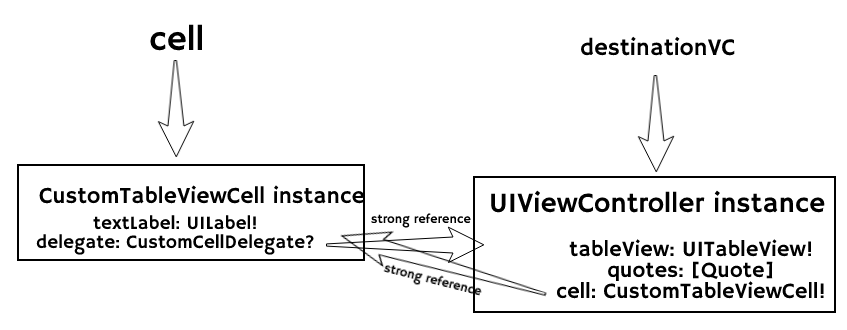 cell
destinationVC
CustomTableViewCell instance
textLabel: UILabel!
delegate: CustomCellDelegate?
strong reference
strong reference
UIViewController instance
tableView: UITableView!
quotes: [Quote]
cell: CustomTableViewCell!